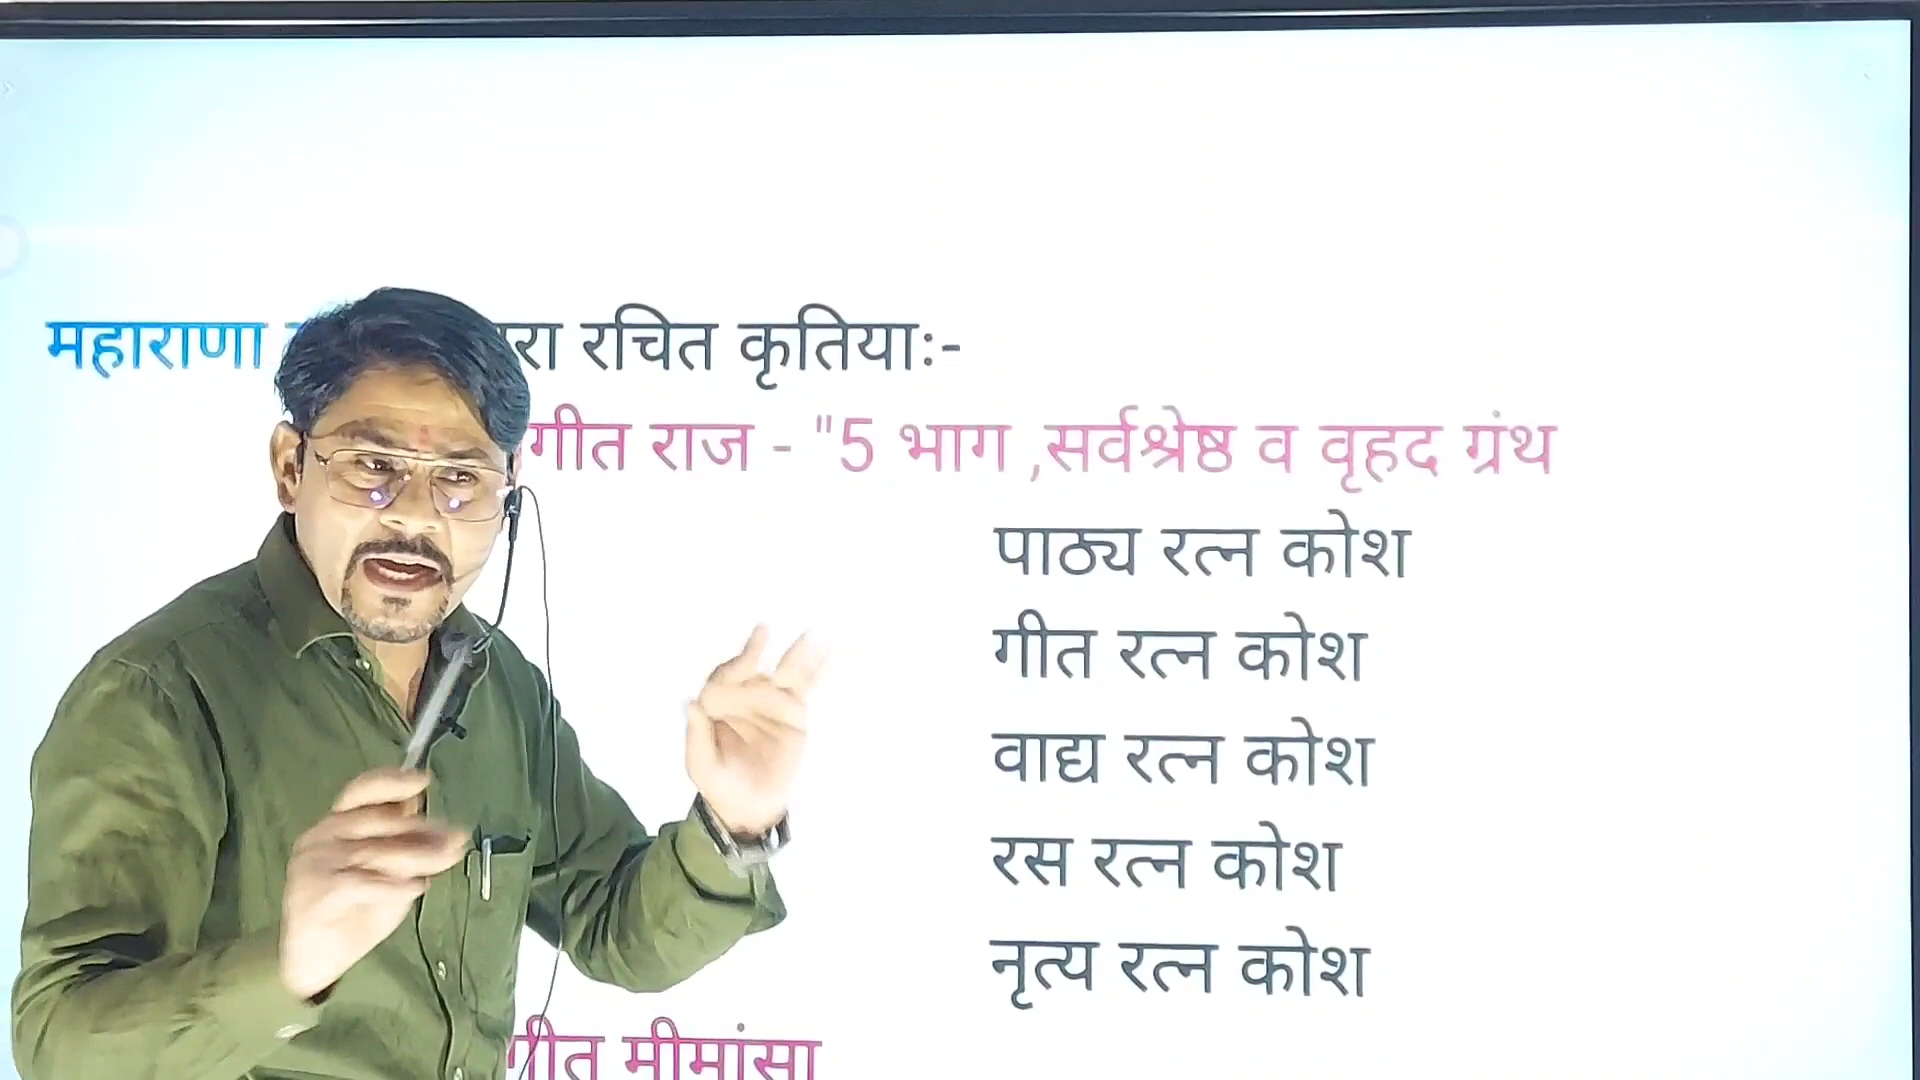 महाराणा रचित कृतियाः-
राज - "5 भाग ,सर्वश्रेष्ठ व वृहद ग्रंथ
पाठ्य रत्न कोश
गीत रत्न कोश
वाद्य रत्न कोश
रस रत्न कोश
नृत्य रत्न कोश
मीमांसा